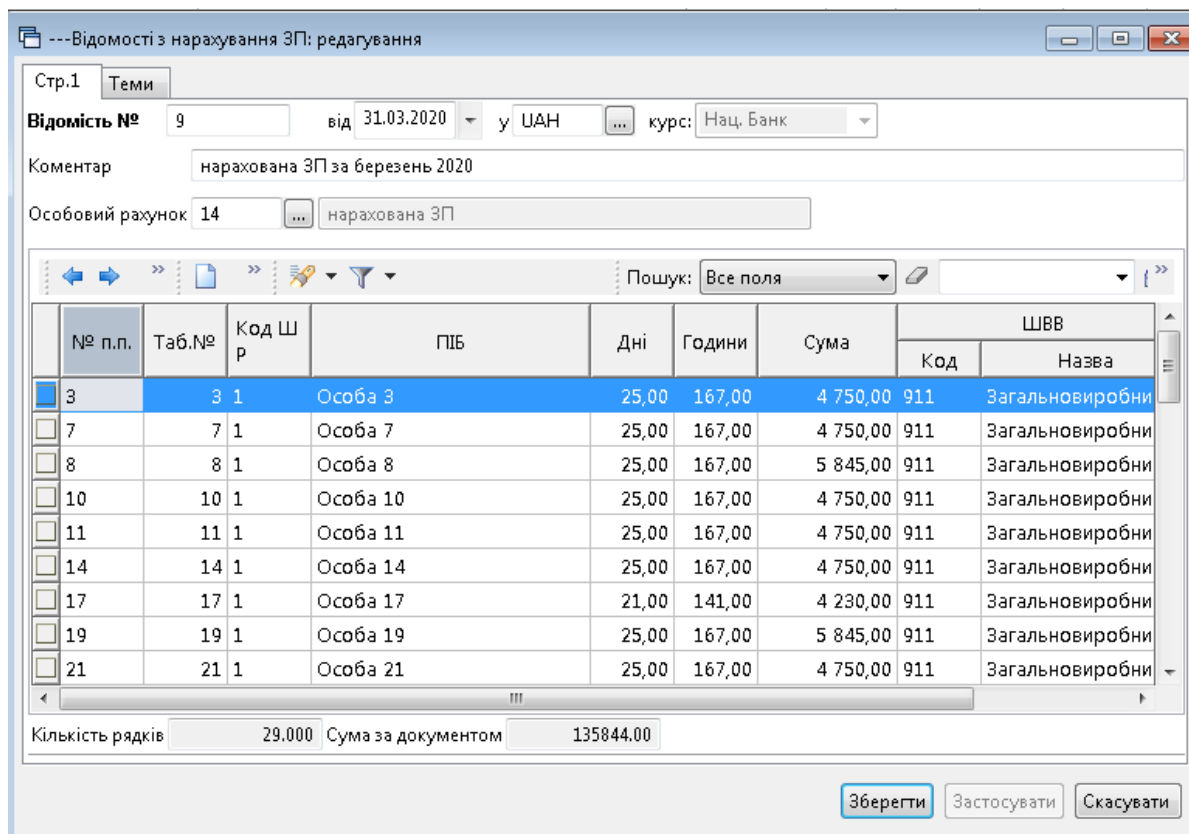 ---Відомості з нарахування ЗП: редагування
Стр.1 Теми
Відомість № 9 від 31.03.2020 у UAH ... курс: Нац. Банк
Коментар нарахована ЗП за березень 2020
Особовий рахунок 14 ... нарахована ЗП
Пошук: Все поля
№ п.п. Таб.№ Код ШР ПІБ Дні Години Сума ШВВ
Код Назва
3 3 1 Особа 3 25,00 167,00 4 750,00 911 Загальновиробни
7 7 1 Особа 7 25,00 167,00 4 750,00 911 Загальновиробни
8 8 1 Особа 8 25,00 167,00 5 845,00 911 Загальновиробни
10 10 1 Особа 10 25,00 167,00 4 750,00 911 Загальновиробни
11 11 1 Особа 11 25,00 167,00 4 750,00 911 Загальновиробни
14 14 1 Особа 14 25,00 167,00 4 750,00 911 Загальновиробни
17 17 1 Особа 17 21,00 141,00 4 230,00 911 Загальновиробни
19 19 1 Особа 19 25,00 167,00 5 845,00 911 Загальновиробни
21 21 1 Особа 21 25,00 167,00 4 750,00 911 Загальновиробни
Кількість рядків 29.000 Сума за документом 135844.00
Зберегти Застосувати Скасувати